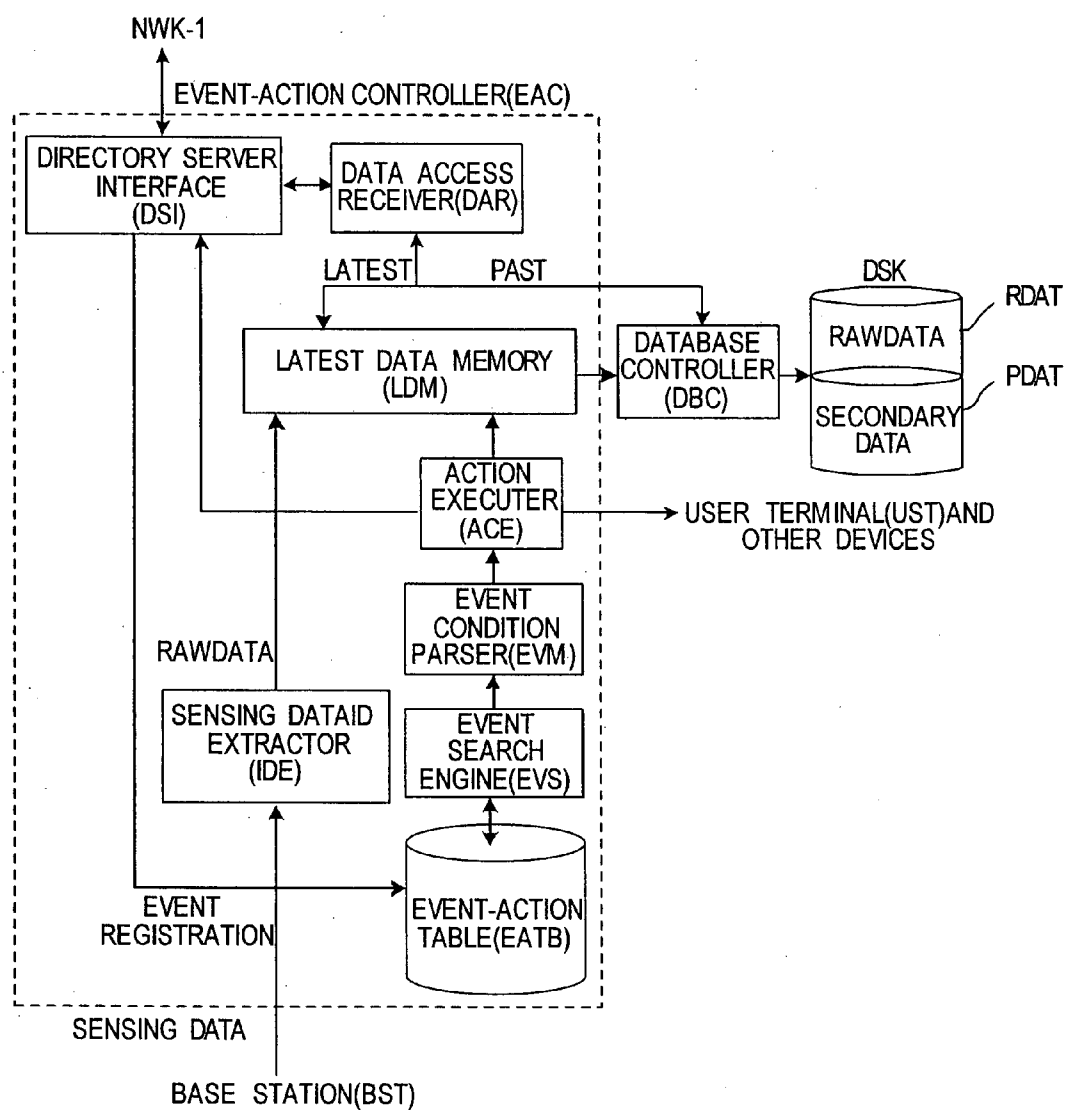 NWK-1
EVENT-ACTION CONTROLLER(EAC)
DIRECTORY SERVER
INTERFACE
(DSI)
DATA ACCESS
RECEIVER(DAR)
LATEST
PAST
DSK
RDAT
RAWDATA
LATEST DATA MEMORY
(LDM)
DATABASE
CONTROLLER
(DBC)
PDAT
SECONDARY
DATA
ACTION
EXECUTER
(ACE)
USER TERMINAL(UST)AND
OTHER DEVICES
EVENT
CONDITION
PARSER(EVM)
RAWDATA
SENSING DATAID
EXTRACTOR
(IDE)
EVENT
SEARCH
ENGINE(EVS)
EVENT
REGISTRATION
EVENT-ACTION
TABLE(EATB)
SENSING DATA
BASE STATION(BST)